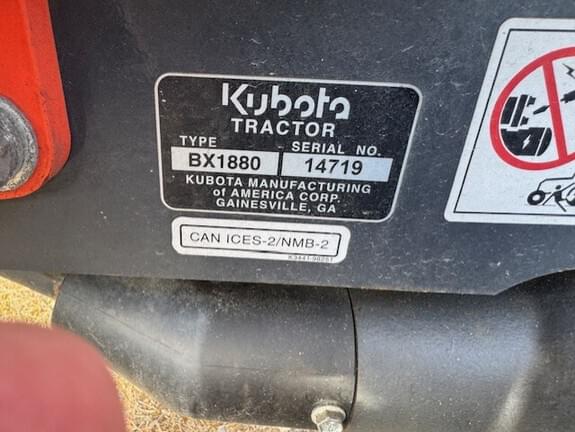 Kubota
TRACTOR
TYPE SERIAL NO.
BX1880 14719
KUBOTA MANUFACTURING
of AMERICA CORP.
GAINESVILLE, GA
CAN ICES-2/NMB-2